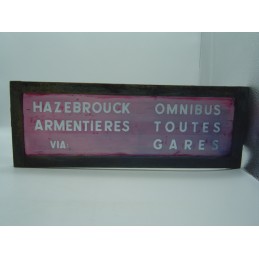 HAZEBROUCK OMNIBUS
ARMENTIERES TOUTES
VIA: GARES